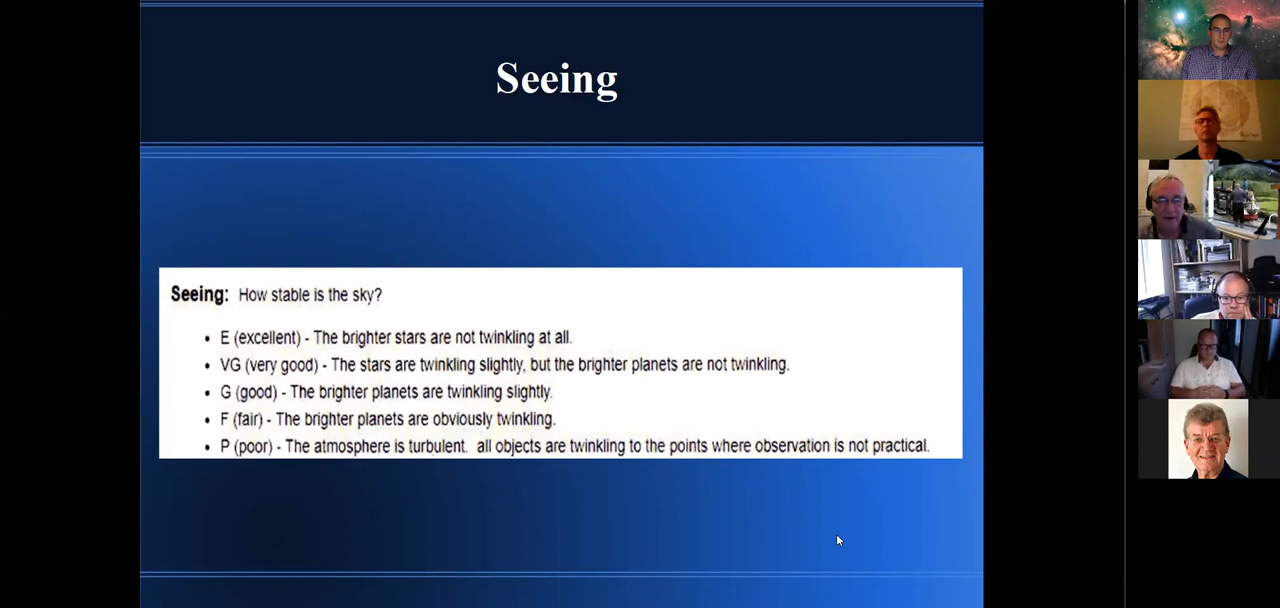 Seeing
Seeing: How stable is the sky?
• E (excellent) - The brighter stars are not twinkling at all.
• VG (very good) - The stars are twinkling slightly, but the brighter planets are not twinkling.
• G (good) - The brighter planets are twinkling slightly.
• F (fair) - The brighter planets are obviously twinkling.
• P (poor) - The atmosphere is turbulent. all objects are twinkling to the points where observation is not practical.